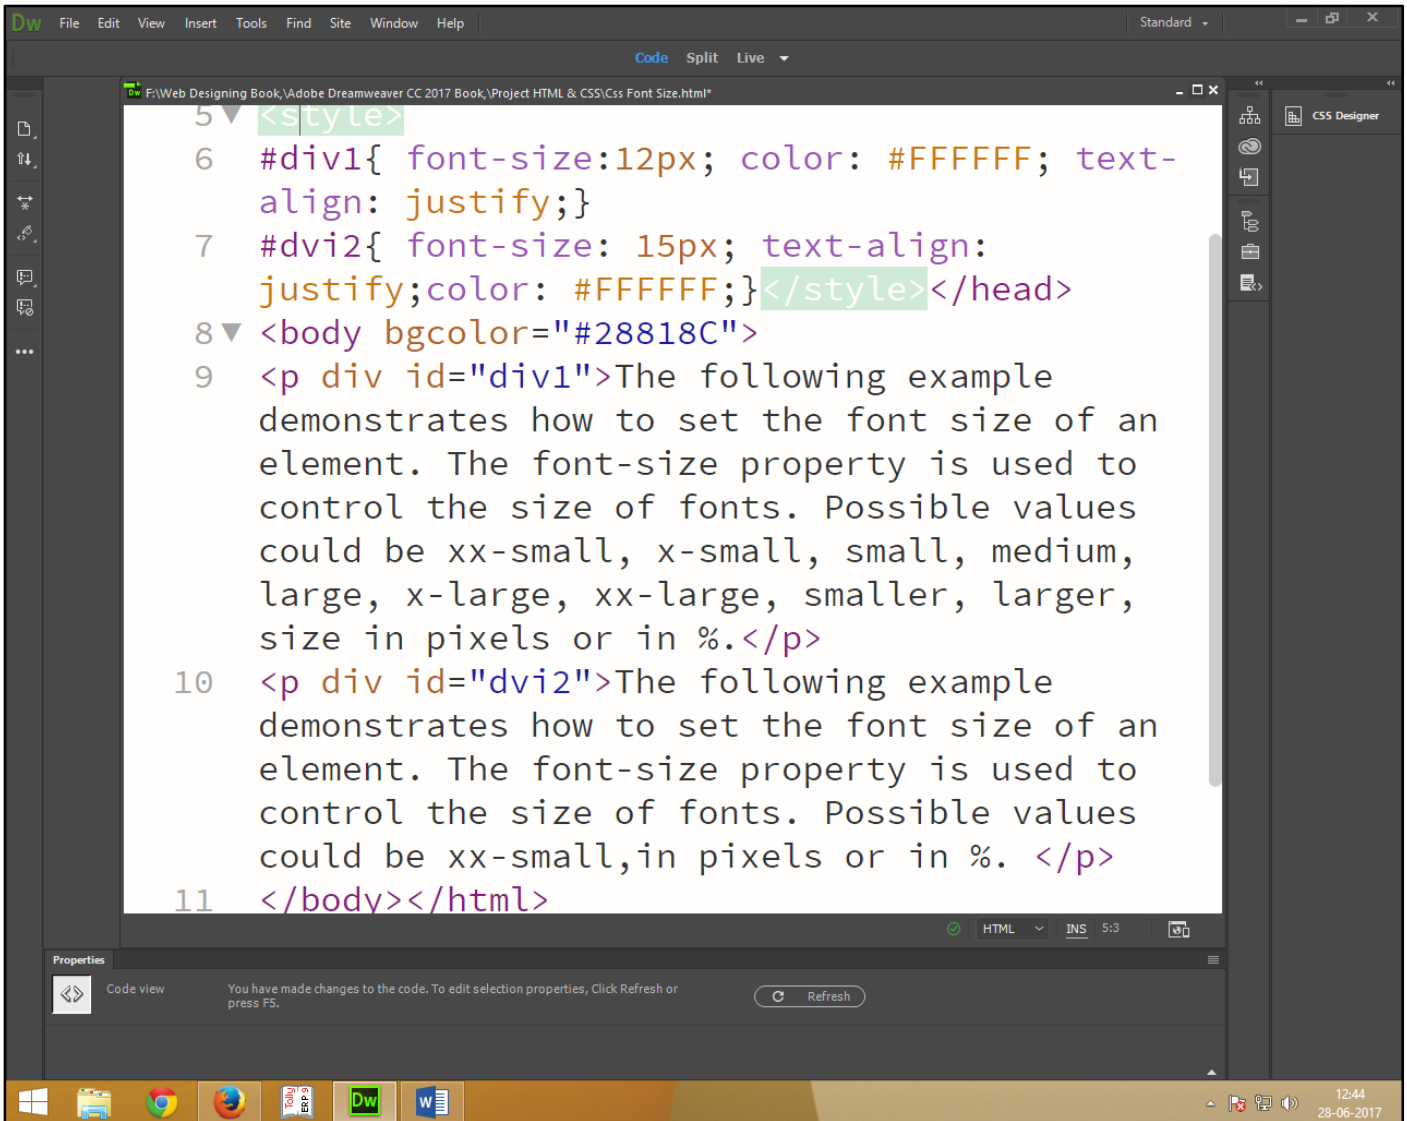 Dw File Edit View Insert Tools Find Site Window Help Standard
Code Split Live
Dw F:\Web Designing Book,\Adobe Dreamweaver CC 2017 Book,\Project HTML & CSS\Css Font Size.html*
CSS Designer
5 <style>
6 #div1{ font-size:12px; color: #FFFFFF; text-
align: justify;}
7 #dvi2{ font-size: 15px; text-align:
justify;color: #FFFFFF;}</style></head>
8 <body bgcolor="#28818C">
9 <p div id="div1">The following example
demonstrates how to set the font size of an
element. The font-size property is used to
control the size of fonts. Possible values
could be xx-small, x-small, small, medium,
large, x-large, xx-large, smaller, larger,
size in pixels or in %.</p>
10 <p div id="dvi2">The following example
demonstrates how to set the font size of an
element. The font-size property is used to
control the size of fonts. Possible values
could be xx-small,in pixels or in %. </p>
11 </body></html>
HTML INS 5:3
Properties
Code view You have made changes to the code. To edit selection properties, Click Refresh or
press F5.
Refresh
Tally ERP 9 Dw W
12:44
28-06-2017